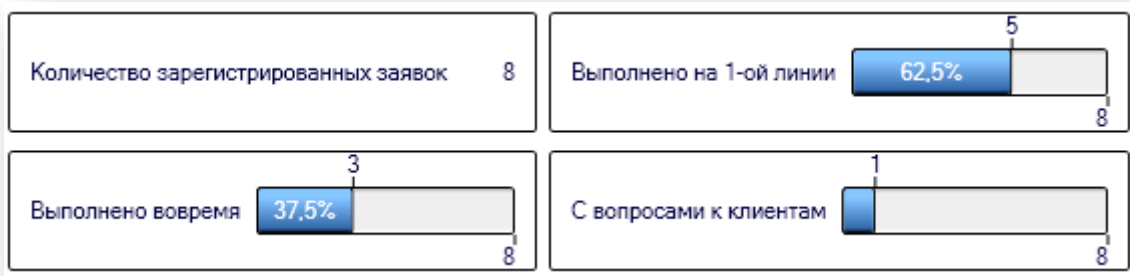 Количество зарегистрированных заявок 8
5
Выполнено на 1-ой линии 62,5%
8
3
Выполнено вовремя 37,5%
8
1
С вопросами к клиентам
8